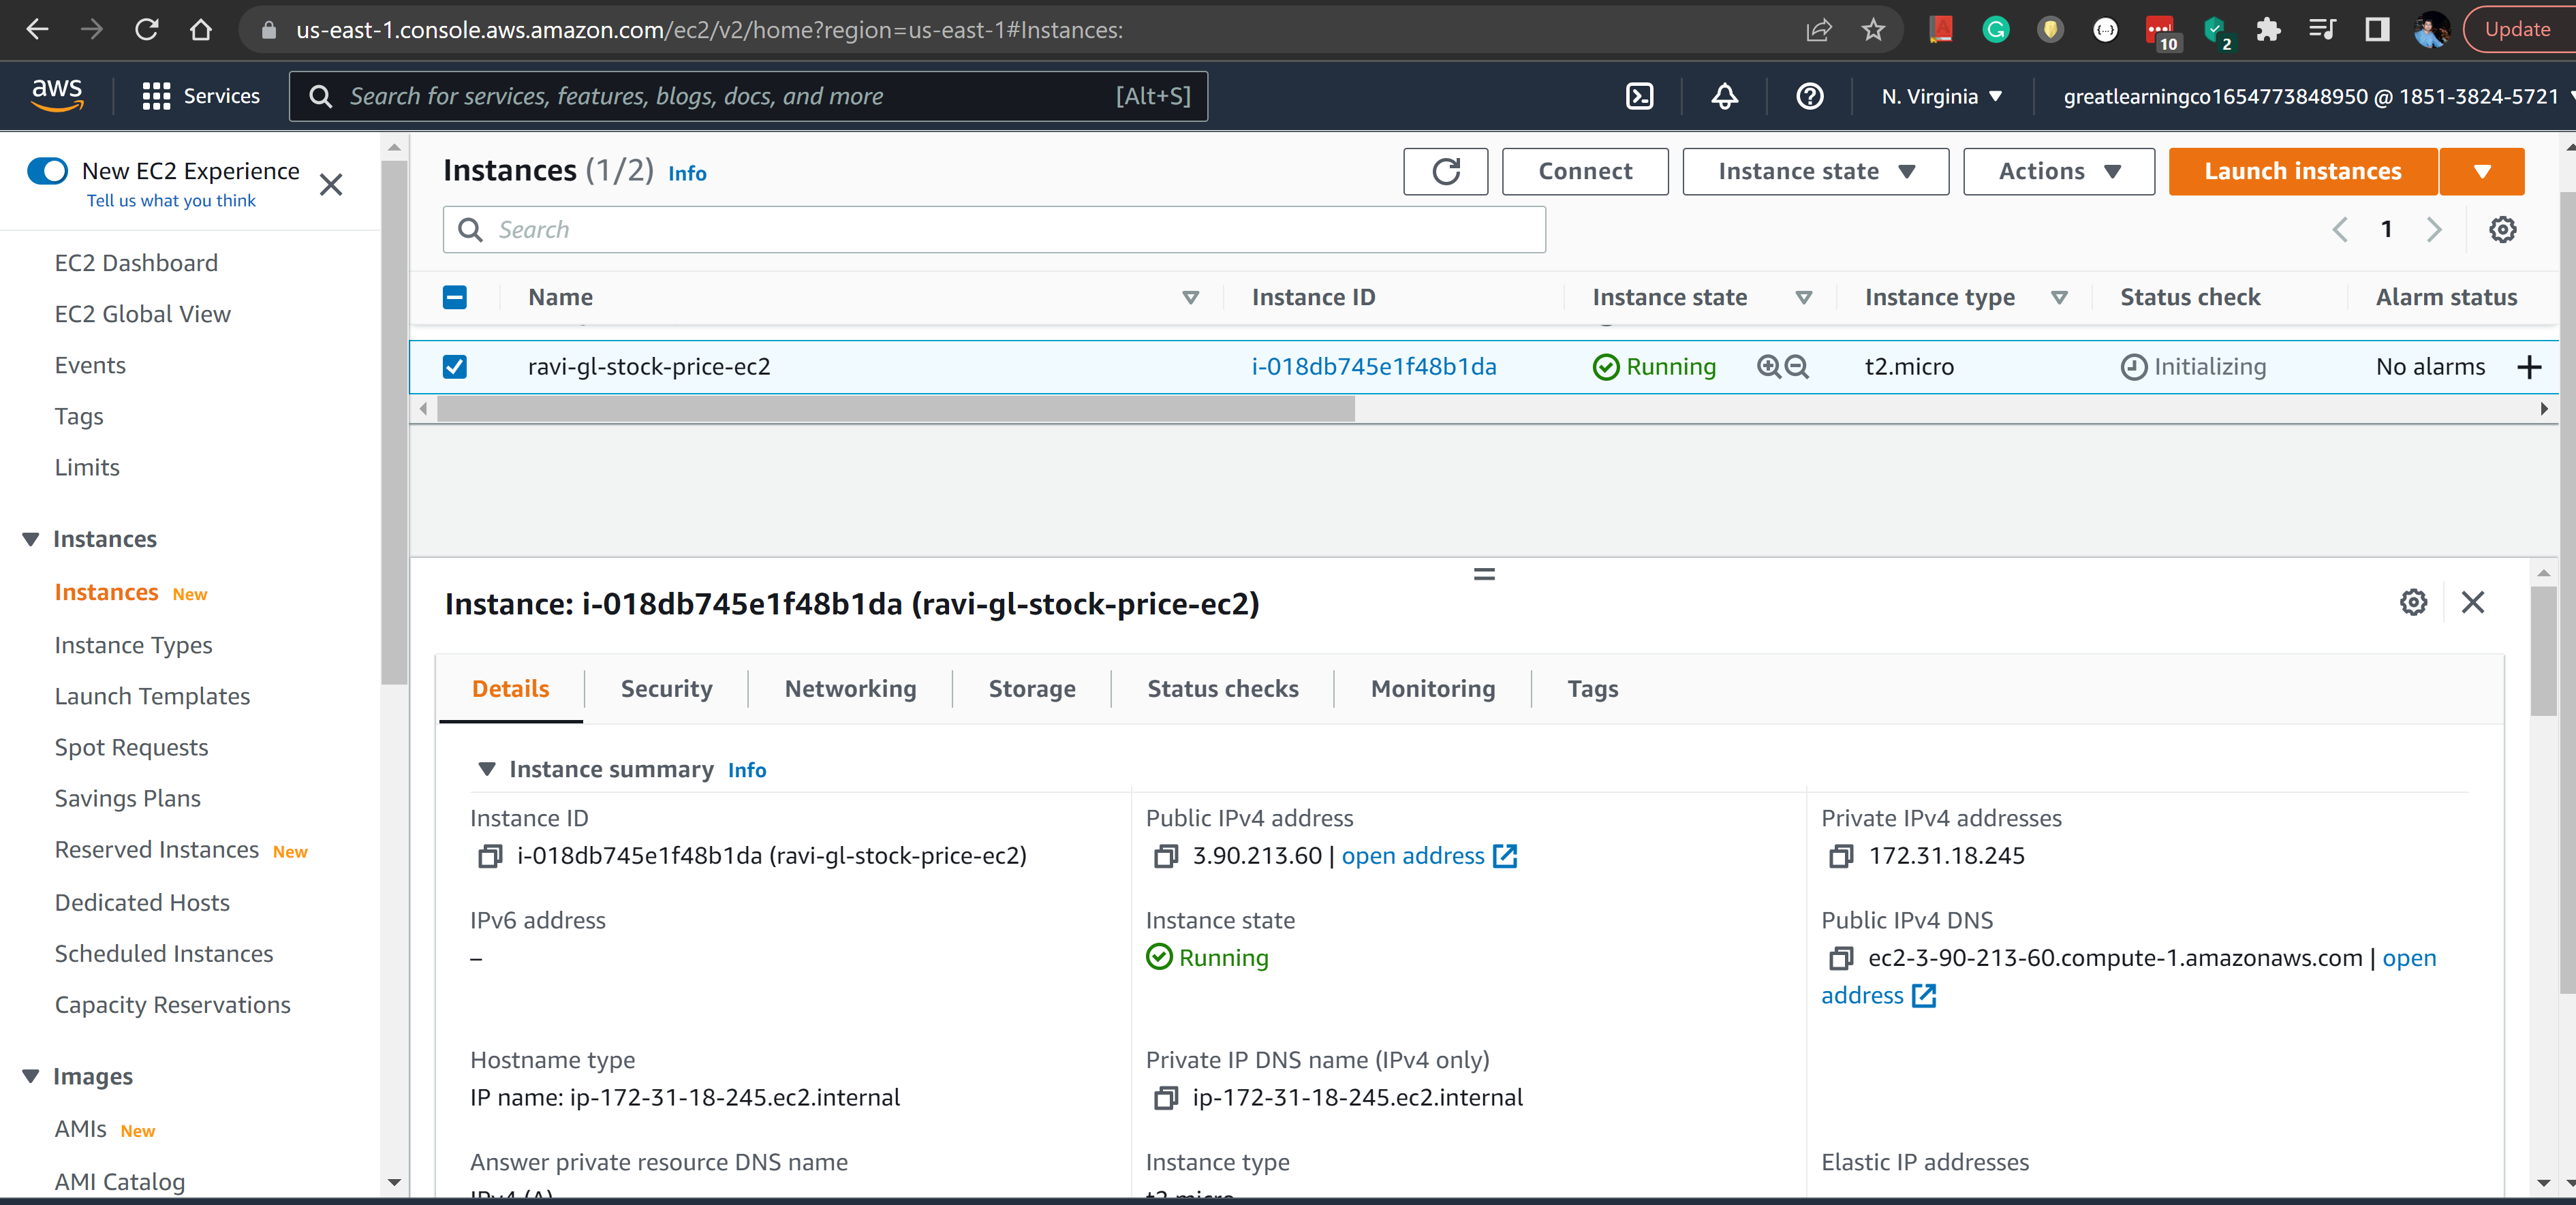 us-east-1.console.aws.amazon.com/ec2/v2/home?region=us-east-1#Instances:
10
2
Update
aws
Services
Search for services, features, blogs, docs, and more
[Alt+S]
N. Virginia
greatlearningco1654773848950 @ 1851-3824-5721
New EC2 Experience
Tell us what you think
EC2 Dashboard
EC2 Global View
Events
Tags
Limits
Instances
Instances New
Instance Types
Launch Templates
Spot Requests
Savings Plans
Reserved Instances New
Dedicated Hosts
Scheduled Instances
Capacity Reservations
Images
AMIs New
AMI Catalog
Instances (1/2) Info
Connect
Instance state
Actions
Launch instances
Search
1
Name Instance ID Instance state Instance type Status check Alarm status
ravi-gl-stock-price-ec2 i-018db745e1f48b1da Running t2.micro Initializing No alarms
Instance: i-018db745e1f48b1da (ravi-gl-stock-price-ec2)
Details Security Networking Storage Status checks Monitoring Tags
Instance summary Info
Instance ID
i-018db745e1f48b1da (ravi-gl-stock-price-ec2)
Public IPv4 address
3.90.213.60 | open address
Private IPv4 addresses
172.31.18.245
IPv6 address
–
Instance state
Running
Public IPv4 DNS
ec2-3-90-213-60.compute-1.amazonaws.com | open
address
Hostname type
IP name: ip-172-31-18-245.ec2.internal
Private IP DNS name (IPv4 only)
ip-172-31-18-245.ec2.internal
Answer private resource DNS name
IPv4 (A)
Instance type
t2.micro
Elastic IP addresses